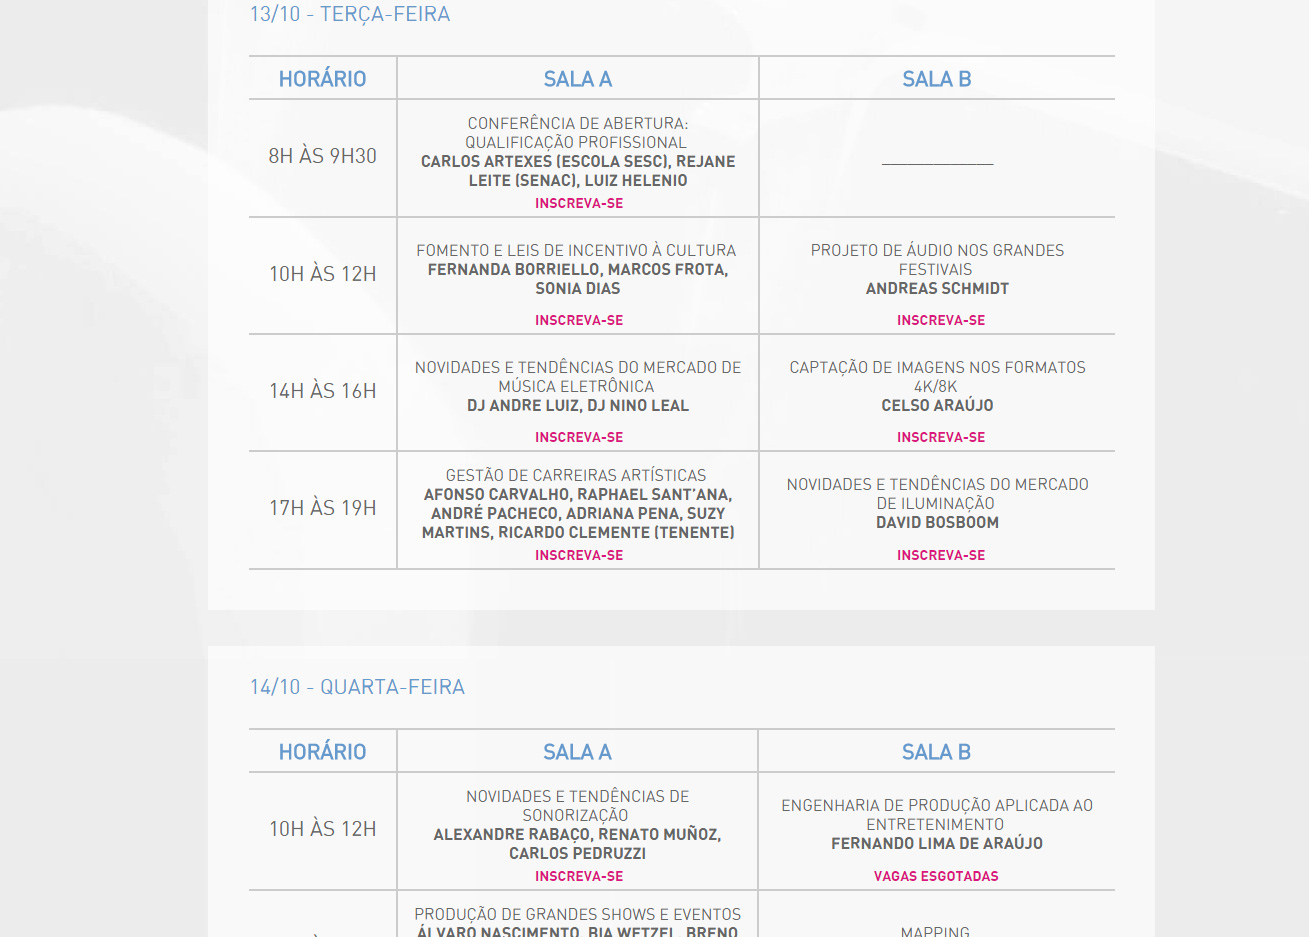 13/10 - TERÇA-FEIRA
HORÁRIO
SALA A
SALA B
8H ÀS 9H30
CONFERÊNCIA DE ABERTURA:
QUALIFICAÇÃO PROFISSIONAL
CARLOS ARTEXES (ESCOLA SESC), REJANE
LEITE (SENAC), LUIZ HELENIO
INSCREVA-SE
______________
10H ÀS 12H
FOMENTO E LEIS DE INCENTIVO À CULTURA
FERNANDA BORRIELLO, MARCOS FROTA,
SONIA DIAS
INSCREVA-SE
PROJETO DE ÁUDIO NOS GRANDES
FESTIVAIS
ANDREAS SCHMIDT
INSCREVA-SE
14H ÀS 16H
NOVIDADES E TENDÊNCIAS DO MERCADO DE
MÚSICA ELETRÔNICA
DJ ANDRE LUIZ, DJ NINO LEAL
INSCREVA-SE
CAPTAÇÃO DE IMAGENS NOS FORMATOS
4K/8K
CELSO ARAÚJO
INSCREVA-SE
17H ÀS 19H
GESTÃO DE CARREIRAS ARTÍSTICAS
AFONSO CARVALHO, RAPHAEL SANT'ANA,
ANDRÉ PACHECO, ADRIANA PENA, SUZY
MARTINS, RICARDO CLEMENTE (TENENTE)
INSCREVA-SE
NOVIDADES E TENDÊNCIAS DO MERCADO
DE ILUMINAÇÃO
DAVID BOSBOOM
INSCREVA-SE
14/10 - QUARTA-FEIRA
HORÁRIO
SALA A
SALA B
10H ÀS 12H
NOVIDADES E TENDÊNCIAS DE
SONORIZAÇÃO
ALEXANDRE RABAÇO, RENATO MUÑOZ,
CARLOS PEDRUZZI
INSCREVA-SE
ENGENHARIA DE PRODUÇÃO APLICADA AO
ENTRETENIMENTO
FERNANDO LIMA DE ARAÚJO
VAGAS ESGOTADAS
PRODUÇÃO DE GRANDES SHOWS E EVENTOS
ÁLVARO NASCIMENTO, BIA WETZEL, BRENO
MAPPING